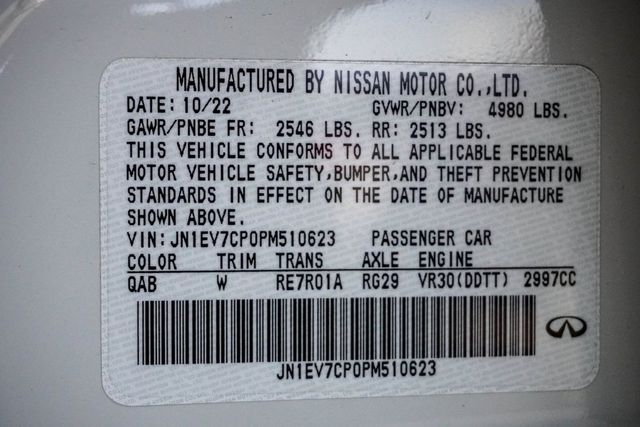 MANUFACTURED BY NISSAN MOTOR CO.,LTD.
DATE: 10/22 GVWR/PNBV: 4980 LBS.
GAWR/PNBE FR: 2546 LBS. RR: 2513 LBS.
THIS VEHICLE CONFORMS TO ALL APPLICABLE FEDERAL
MOTOR VEHICLE SAFETY,BUMPER,AND THEFT PREVENTION
STANDARDS IN EFFECT ON THE DATE OF MANUFACTURE
SHOWN ABOVE.
VIN: JN1EV7CP0PM510623 PASSENGER CAR
COLOR TRIM TRANS AXLE ENGINE
QAB W RE7R01A RG29 VR30(DDTT) 2997CC
JN1EV7CP0PM510623